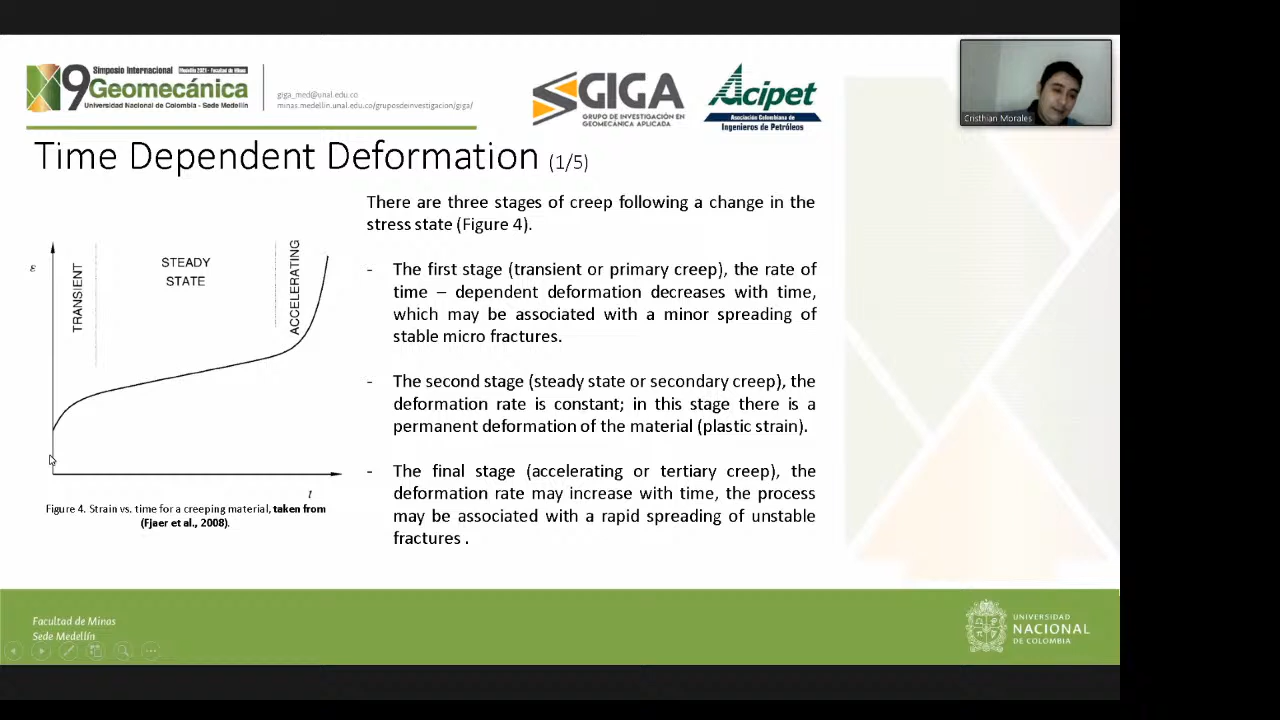 Simposio Internacional
Medellín 2021 - Facultad de Minas
9 Geomecánica
Universidad Nacional de Colombia - Sede Medellín
giga_med@unal.edu.co
minas.medellin.unal.edu.co/gruposdeinvestigacion/giga/
GIGA
GRUPO DE INVESTIGACIÓN EN
GEOMECÁNICA APLICADA
Acipet
Asociación Colombiana de
Ingenieros de Petróleos
Cristhian Morales
Time Dependent Deformation (1/5)
ε
TRANSIENT
STEADY
STATE
ACCELERATING
t
Figure 4. Strain vs. time for a creeping material, taken from
(Fjaer et al., 2008).
There are three stages of creep following a change in the
stress state (Figure 4).
- The first stage (transient or primary creep), the rate of
time – dependent deformation decreases with time,
which may be associated with a minor spreading of
stable micro fractures.
- The second stage (steady state or secondary creep), the
deformation rate is constant; in this stage there is a
permanent deformation of the material (plastic strain).
- The final stage (accelerating or tertiary creep), the
deformation rate may increase with time, the process
may be associated with a rapid spreading of unstable
fractures .
Facultad de Minas
Sede Medellín
UNIVERSIDAD
NACIONAL
DE COLOMBIA